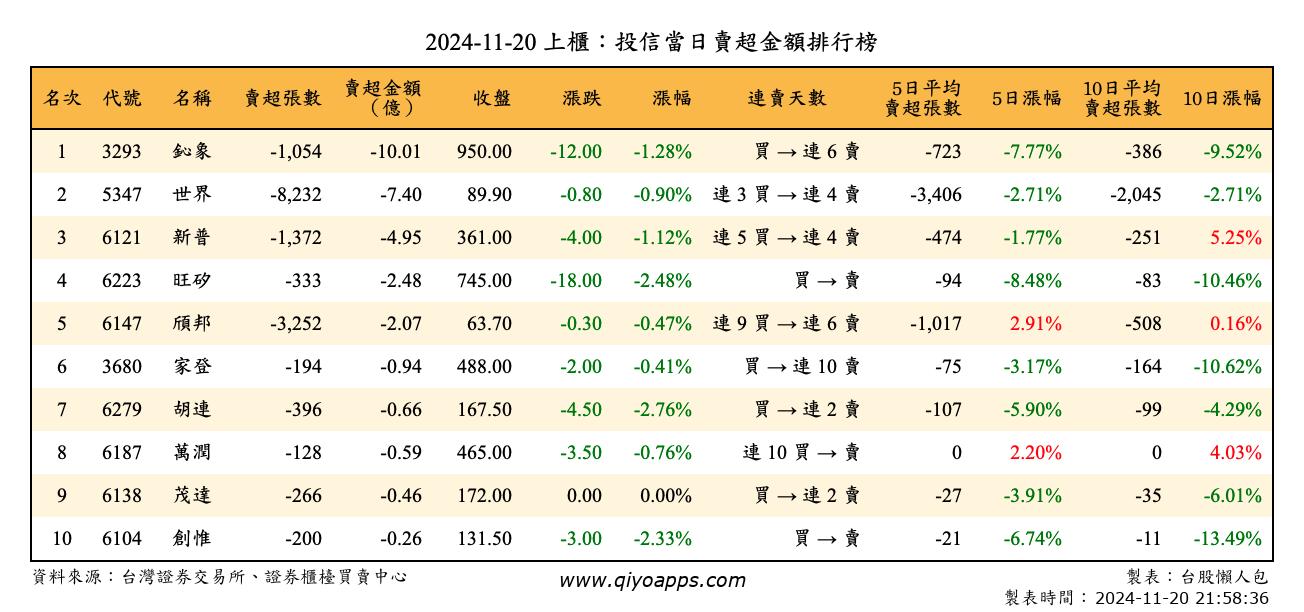 2024-11-20 上櫃：投信當日賣超金額排行榜
名次 代號 名稱 賣超張數 賣超金額（億） 收盤 漲跌 漲幅 連賣天數 5日平均賣超張數 5日漲幅 10日平均賣超張數 10日漲幅
1 3293 鈊象 -1,054 -10.01 950.00 -12.00 -1.28% 買 → 連 6 賣 -723 -7.77% -386 -9.52%
2 5347 世界 -8,232 -7.40 89.90 -0.80 -0.90% 連 3 買 → 連 4 賣 -3,406 -2.71% -2,045 -2.71%
3 6121 新普 -1,372 -4.95 361.00 -4.00 -1.12% 連 5 買 → 連 4 賣 -474 -1.77% -251 5.25%
4 6223 旺矽 -333 -2.48 745.00 -18.00 -2.48% 買 → 賣 -94 -8.48% -83 -10.46%
5 6147 頎邦 -3,252 -2.07 63.70 -0.30 -0.47% 連 9 買 → 連 6 賣 -1,017 2.91% -508 0.16%
6 3680 家登 -194 -0.94 488.00 -2.00 -0.41% 買 → 連 10 賣 -75 -3.17% -164 -10.62%
7 6279 胡連 -396 -0.66 167.50 -4.50 -2.76% 買 → 連 2 賣 -107 -5.90% -99 -4.29%
8 6187 萬潤 -128 -0.59 465.00 -3.50 -0.76% 連 10 買 → 賣 0 2.20% 0 4.03%
9 6138 茂達 -266 -0.46 172.00 0.00 0.00% 買 → 連 2 賣 -27 -3.91% -35 -6.01%
10 6104 創惟 -200 -0.26 131.50 -3.00 -2.33% 買 → 賣 -21 -6.74% -11 -13.49%
資料來源：台灣證券交易所、證券櫃檯買賣中心 www.qiyoapps.com 製表：台股懶人包
製表時間：2024-11-20 21:58:36